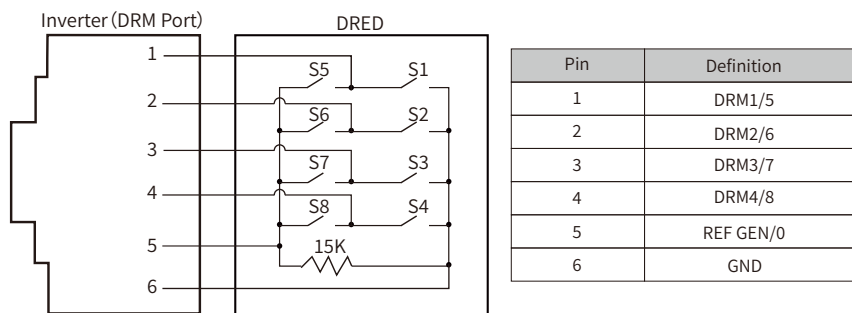 Inverter (DRM Port)
DRED
1
S5
S1
2
S6
S2
3
S7
S3
4
S8
S4
5
15K
6
Pin
Definition
1
DRM1/5
2
DRM2/6
3
DRM3/7
4
DRM4/8
5
REF GEN/0
6
GND